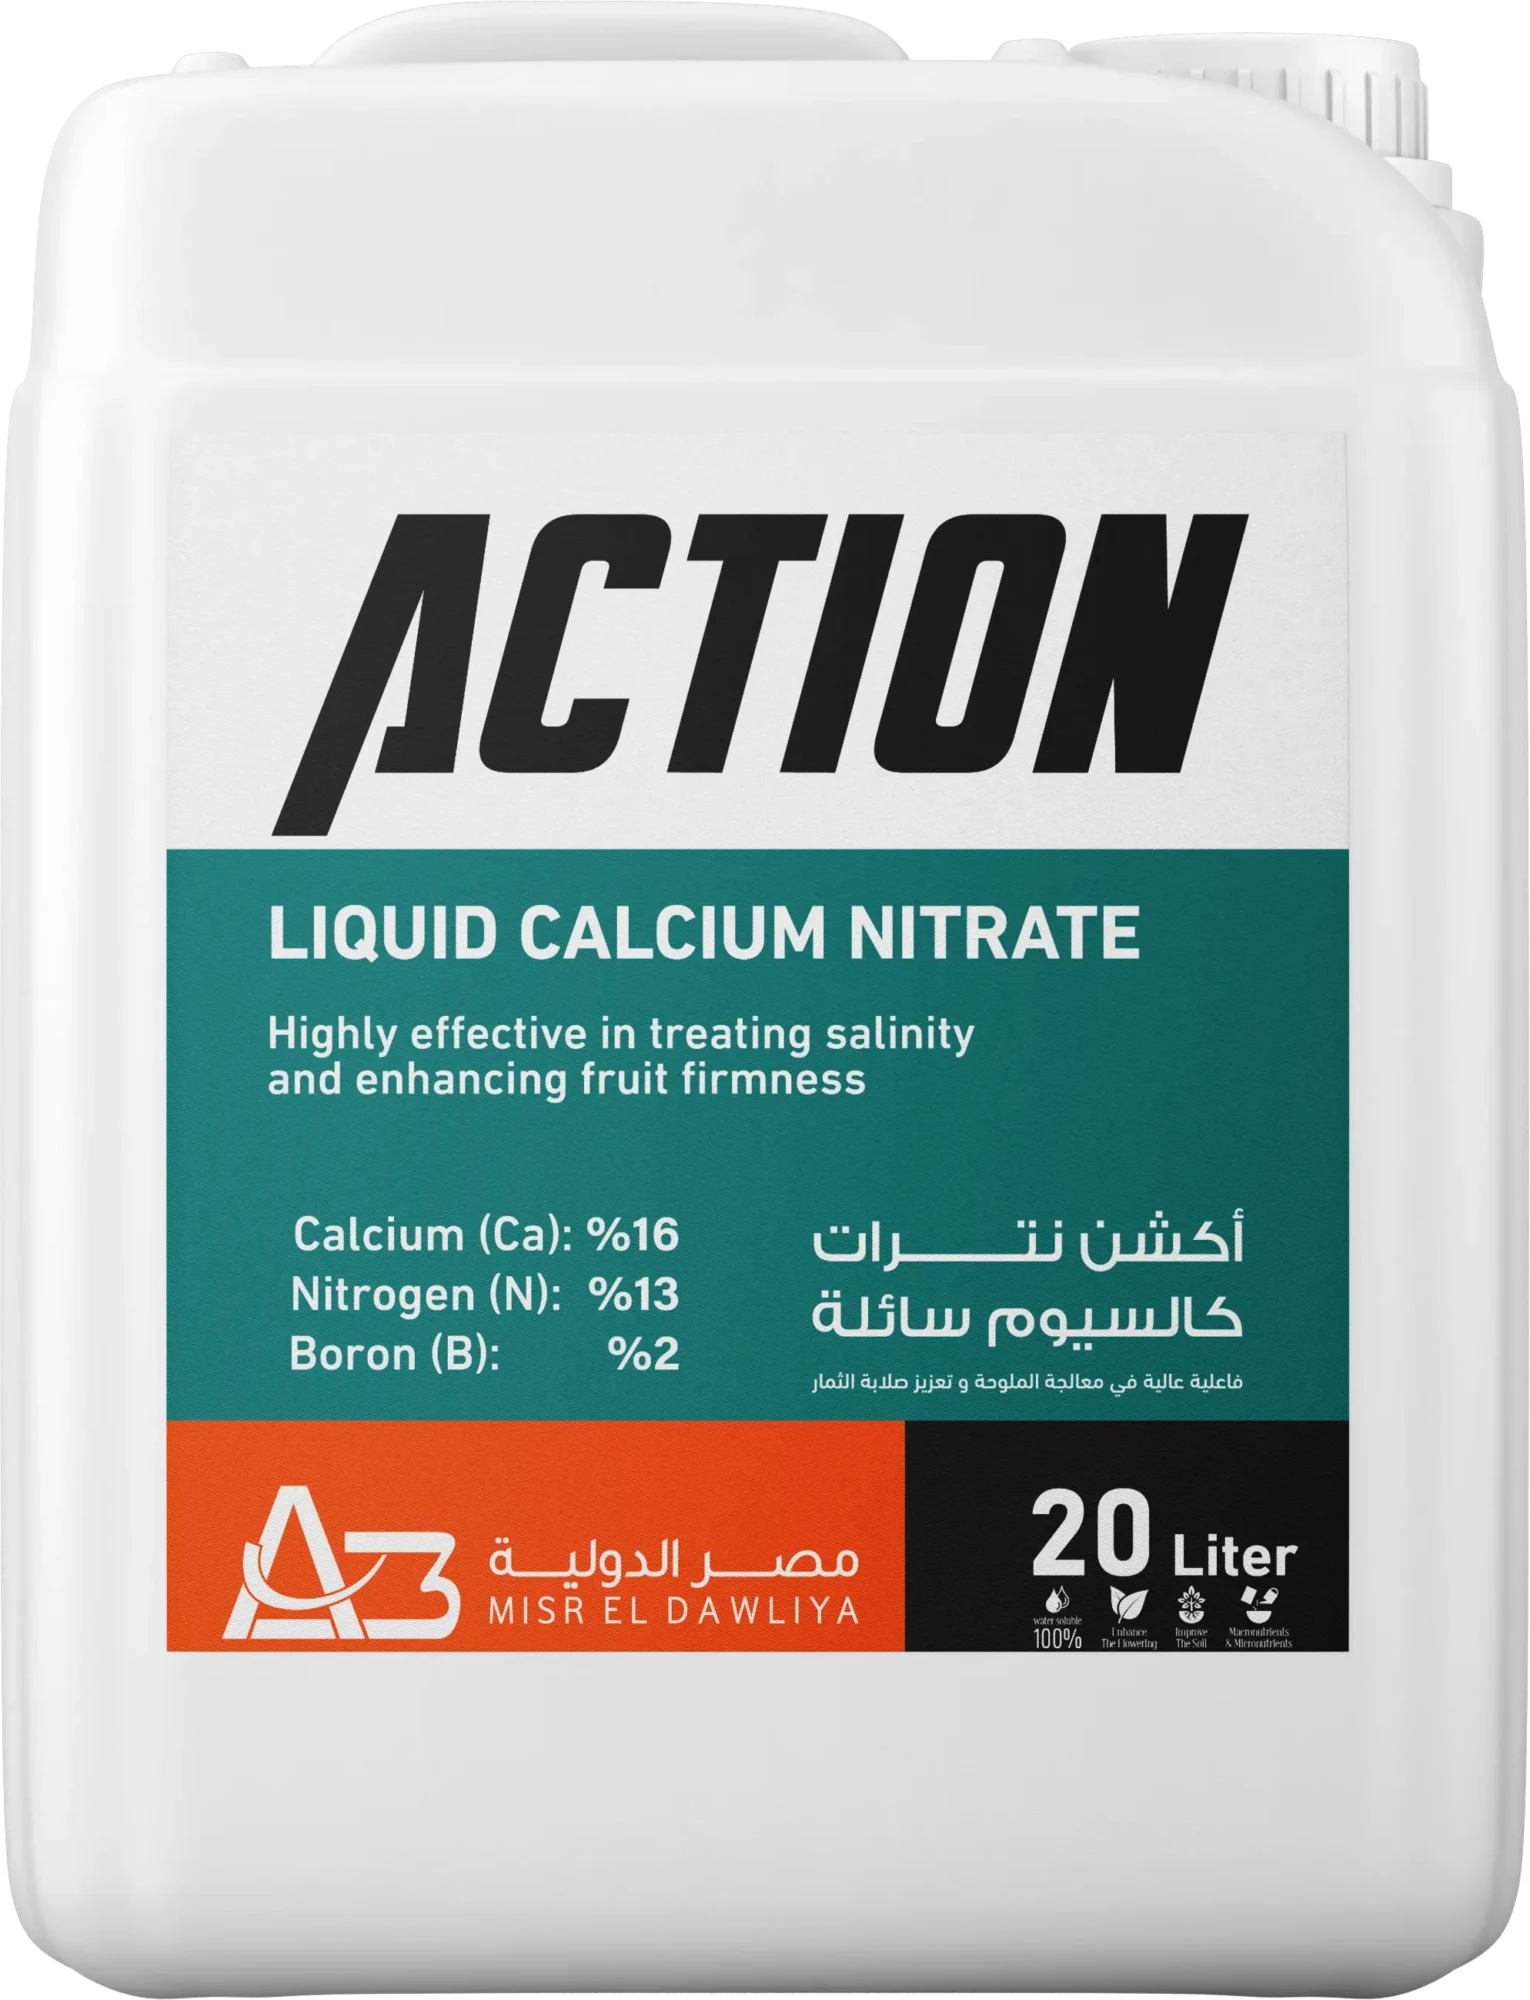 ACTION
LIQUID CALCIUM NITRATE
Highly effective in treating salinity
and enhancing fruit firmness
Calcium (Ca): %16
Nitrogen (N): %13
Boron (B): %2
أكشن نتـــــرات
كالسيوم سائلة
فاعلية عالية في معالجة الملوحة و تعزيز صلابة الثمار
A3
مصـــر الدوليـــة
MISR EL DAWLIYA
20 Liter
water soluble
100%
Enhance
The Flowering
Improve
The Soil
Macronutrients
& Micronutrients